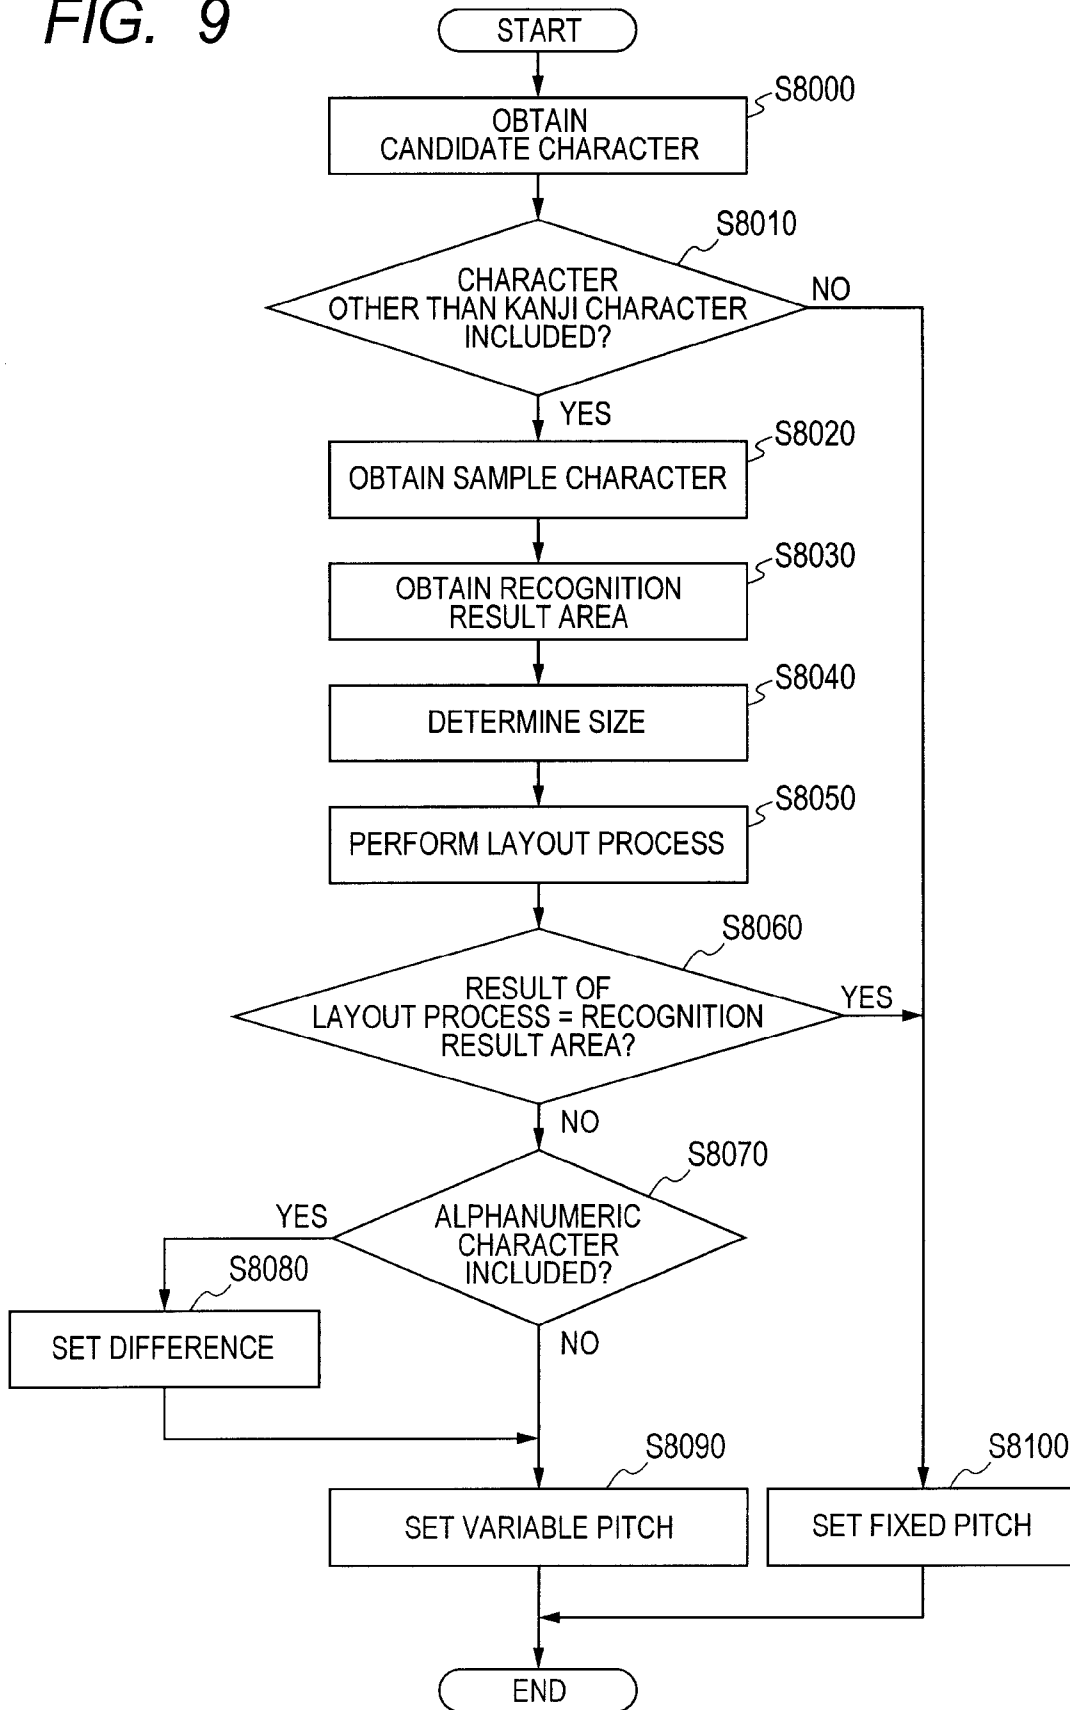 FIG. 9
START
S8000
OBTAIN
CANDIDATE CHARACTER
S8010
CHARACTER
OTHER THAN KANJI CHARACTER
INCLUDED?
NO
YES
S8020
OBTAIN SAMPLE CHARACTER
S8030
OBTAIN RECOGNITION
RESULT AREA
S8040
DETERMINE SIZE
S8050
PERFORM LAYOUT PROCESS
S8060
RESULT OF
LAYOUT PROCESS = RECOGNITION
RESULT AREA?
YES
NO
S8070
ALPHANUMERIC
CHARACTER
INCLUDED?
YES
S8080
SET DIFFERENCE
NO
S8090
SET VARIABLE PITCH
S8100
SET FIXED PITCH
END